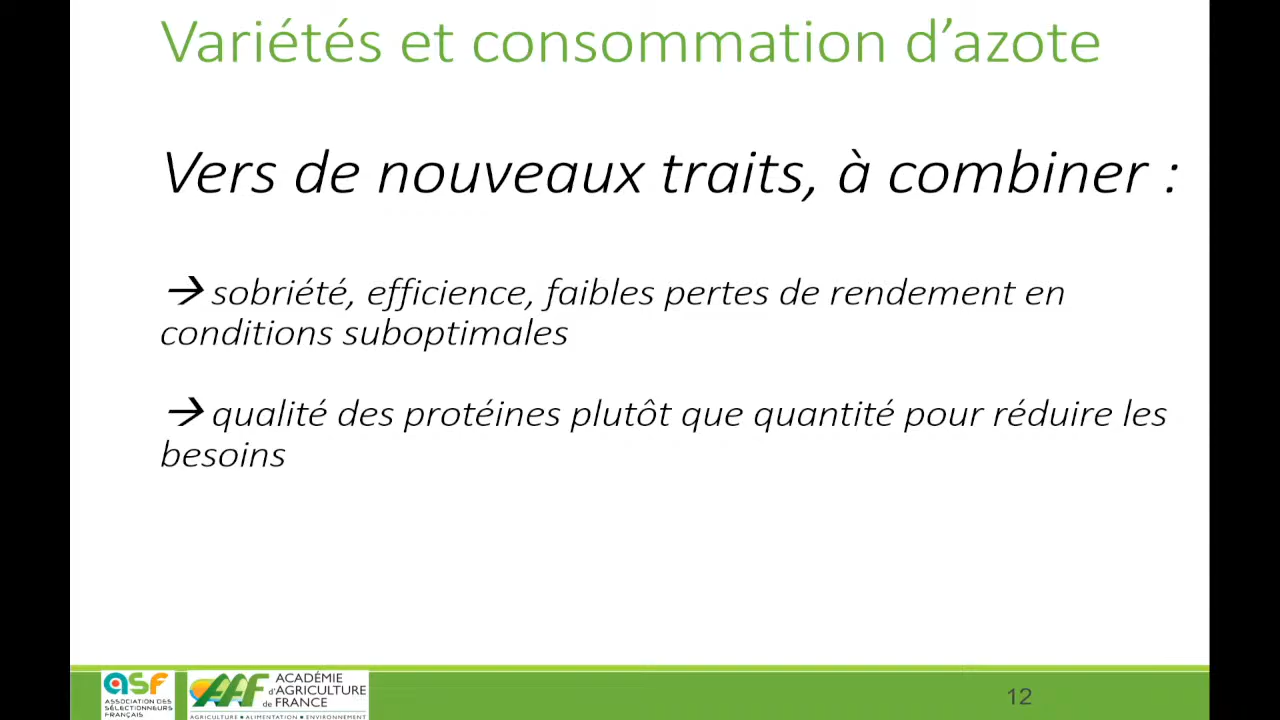 Variétés et consommation d’azote
Vers de nouveaux traits, à combiner :
→ sobriété, efficience, faibles pertes de rendement en
conditions suboptimales
→ qualité des protéines plutôt que quantité pour réduire les
besoins
asf
ASSOCIATION DES
SÉLECTIONNEURS
FRANÇAIS
AAF
ACADÉMIE
d'AGRICULTURE
de FRANCE
AGRICULTURE ■ ALIMENTATION ■ ENVIRONNEMENT
12